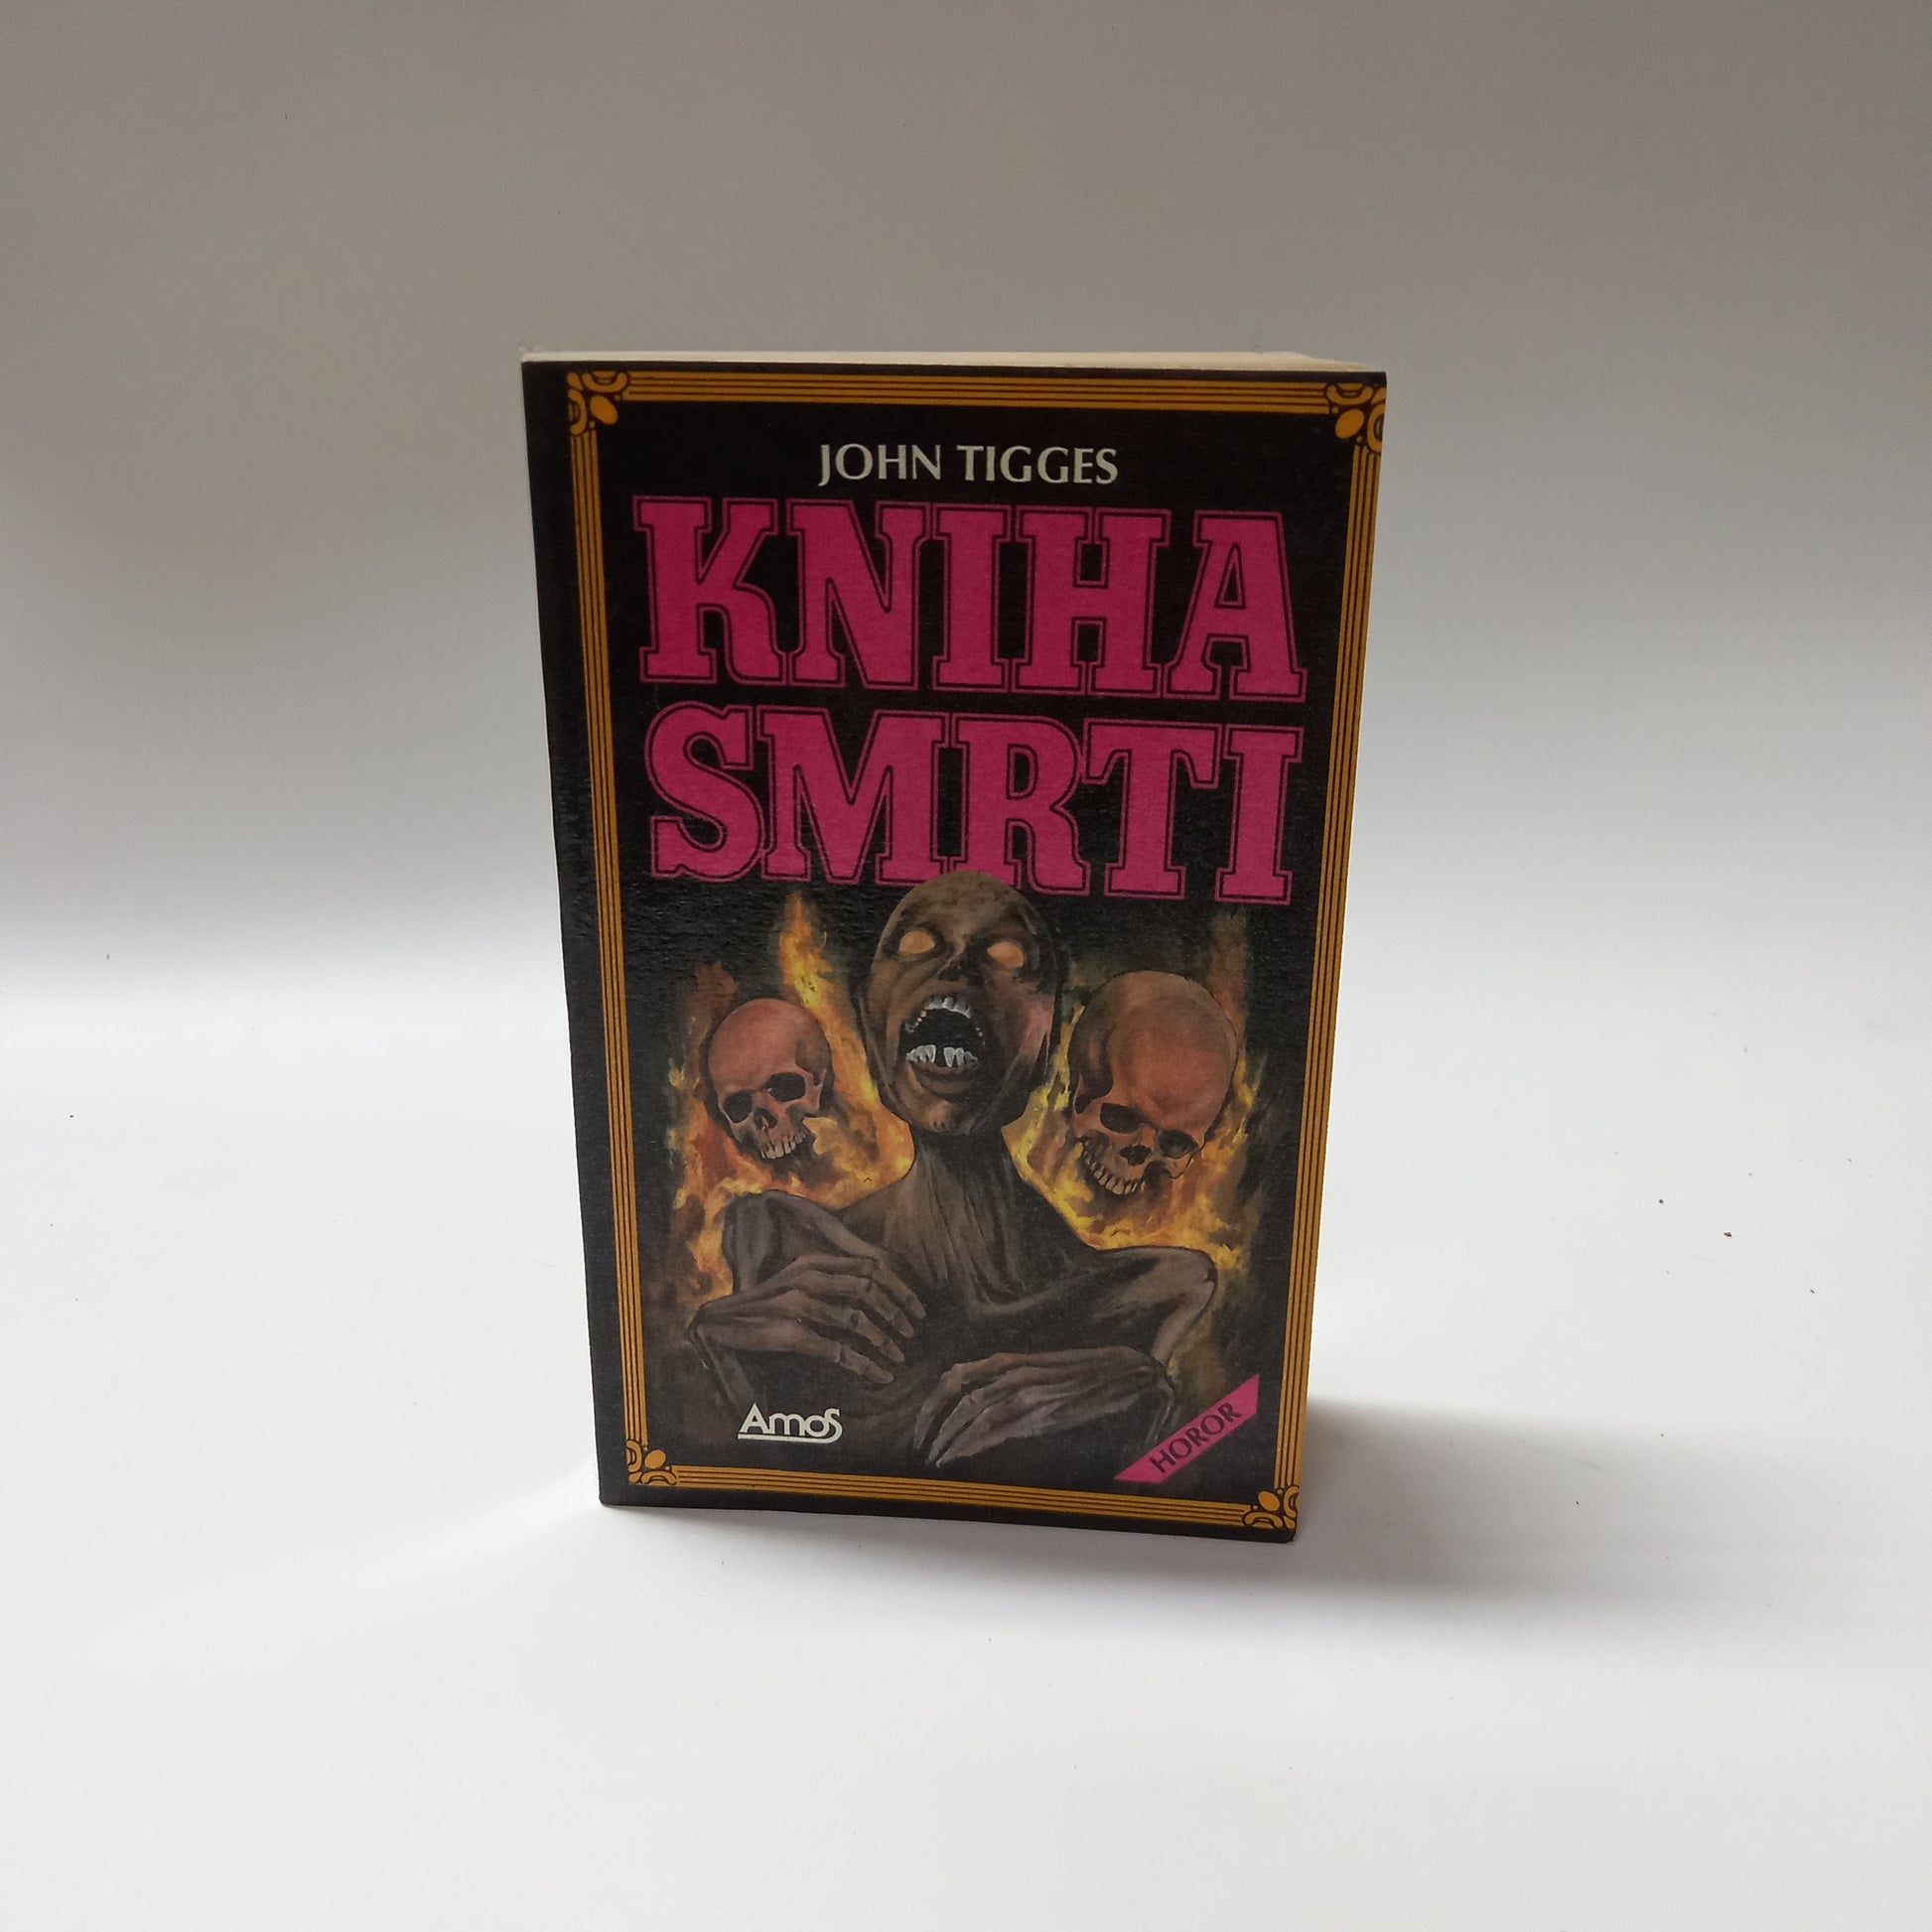 JOHN TIGGES
KNIHA
SMRTI
Amos
HOROR